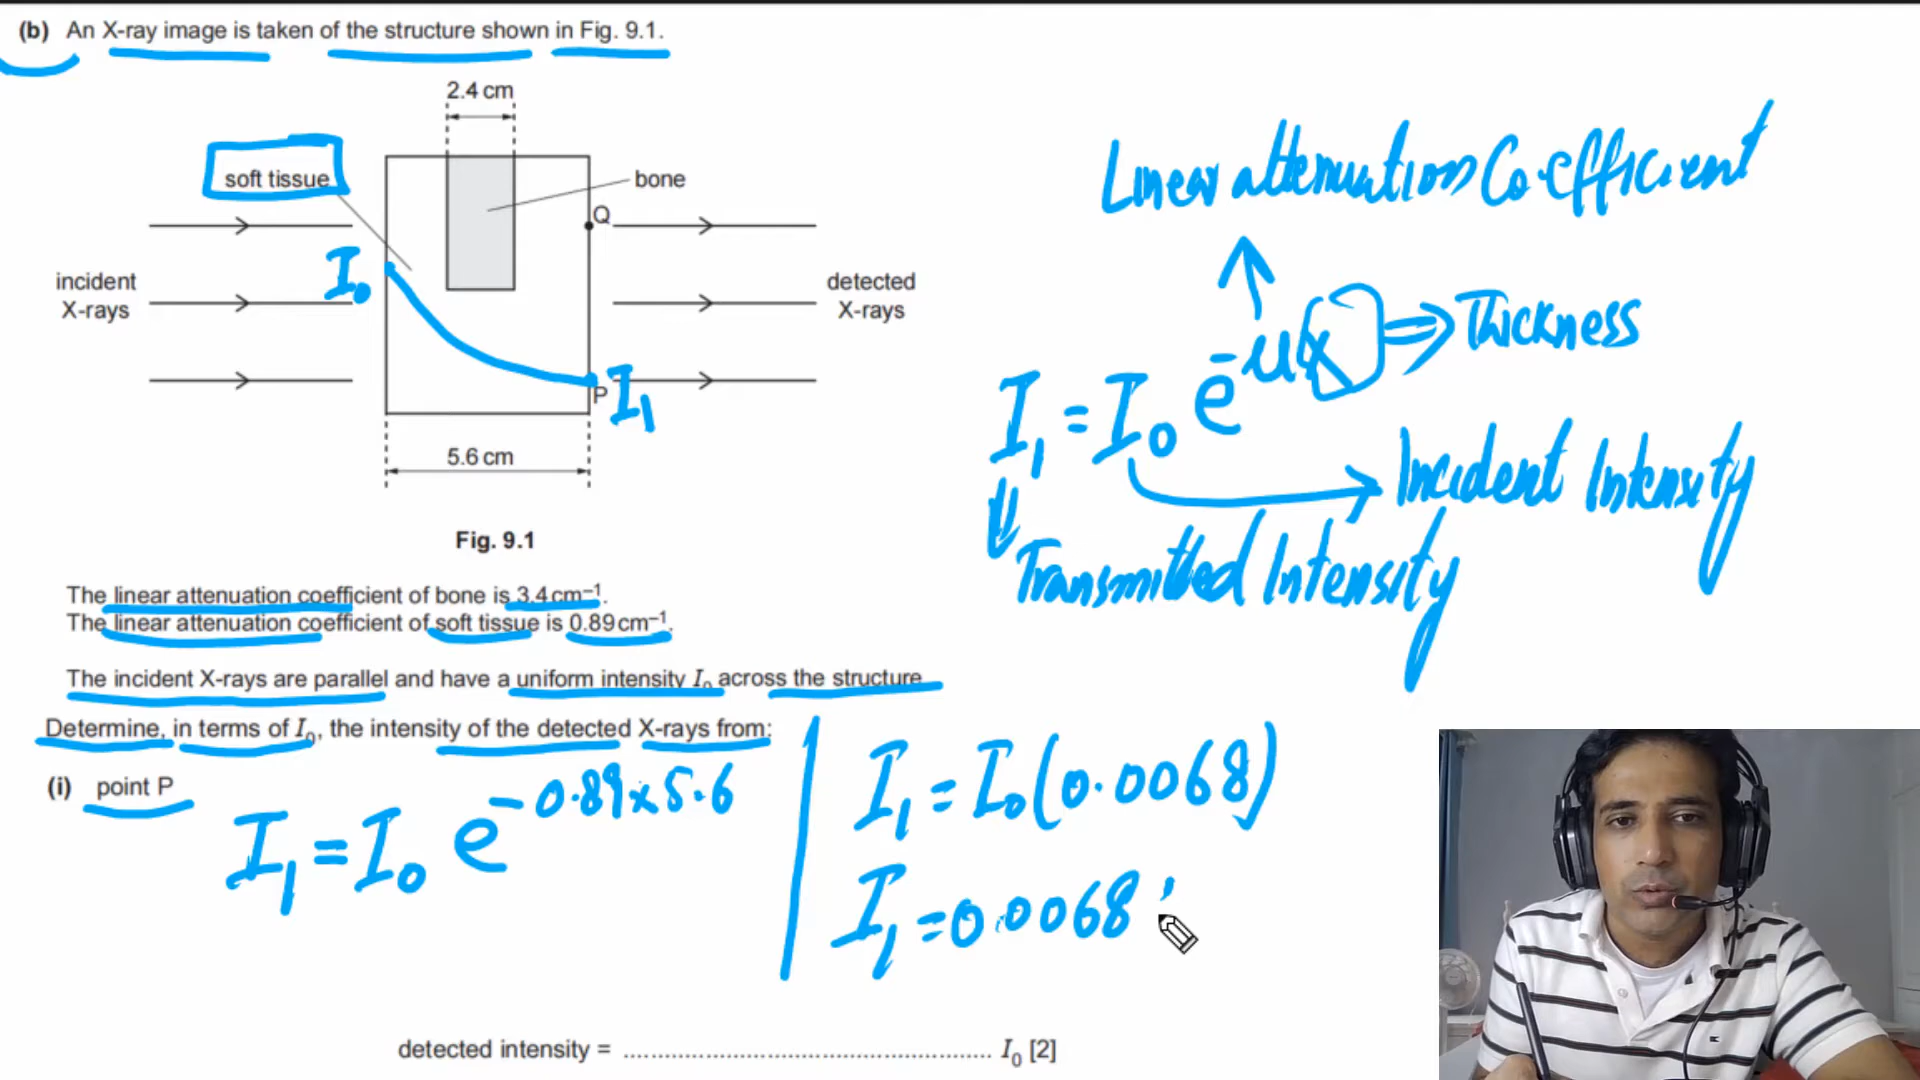 (b) An X-ray image is taken of the structure shown in Fig. 9.1.
2.4 cm
soft tissue
bone
Q
I₀
incident
X-rays
detected
X-rays
P
I₁
5.6 cm
Fig. 9.1
Linear attenuation Co-efficient
I₁ = I₀ e^-μx ⇒ Thickness
Incident Intensity
Transmitted Intensity
The linear attenuation coefficient of bone is 3.4 cm⁻¹.
The linear attenuation coefficient of soft tissue is 0.89 cm⁻¹.
The incident X-rays are parallel and have a uniform intensity I₀ across the structure
Determine, in terms of I₀, the intensity of the detected X-rays from:
(i) point P
I₁ = I₀ e^-0.89x5.6
I₁ = I₀(0.0068)
I₁ = 0.0068
detected intensity = ........................................................ I₀ [2]